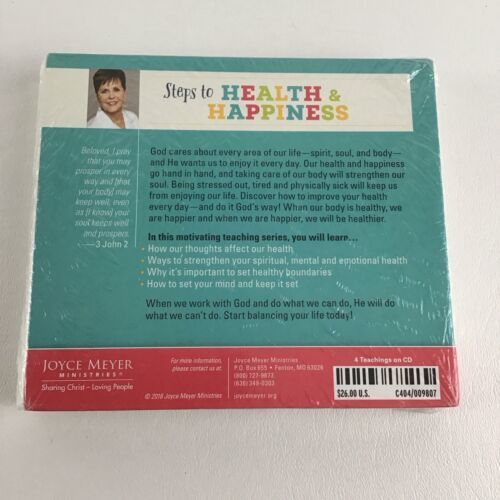 Steps to HEALTH &
HAPPINESS
Beloved, I pray
that you may
prosper in every
way and [that
your body] may
keep well, even
as [I know] your
soul keeps well
and prospers.
—3 John 2
God cares about every area of our life—spirit, soul, and body—
and He wants us to enjoy it every day. Our health and happiness
go hand in hand, and taking care of our body will strengthen our
soul. Being stressed out, tired and physically sick will keep us
from enjoying our life. Discover how to improve your health
every day—and do it God's way! When our body is healthy, we
are happier and when we are happier, we will be healthier.
In this motivating teaching series, you will learn...
• How our thoughts affect our health
• Ways to strengthen your spiritual, mental and emotional health
• Why it's important to set healthy boundaries
• How to set your mind and keep it set
When we work with God and do what we can do, He will do
what we can't do. Start balancing your life today!
JOYCE MEYER
MINISTRIES®
Sharing Christ – Loving People
For more information,
please contact us at:
Joyce Meyer Ministries
P.O. Box 655 • Fenton, MO 63026
(800) 727-9673
(636) 349-0303
© 2016 Joyce Meyer Ministries
joycemeyer.org
4 Teachings on CD
$26.00 U.S.
C404/009807